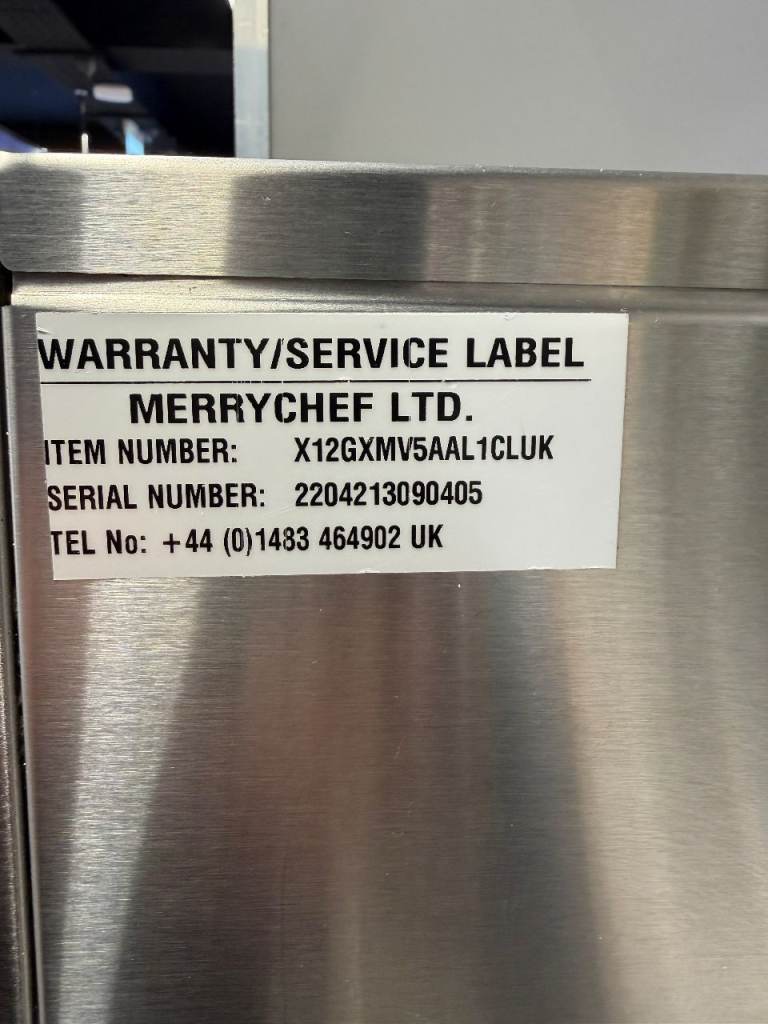 WARRANTY/SERVICE LABEL
MERRYCHEF LTD.
ITEM NUMBER: X12GXMV5AAL1CLUK
SERIAL NUMBER: 2204213090405
TEL No: +44 (0)1483 464902 UK